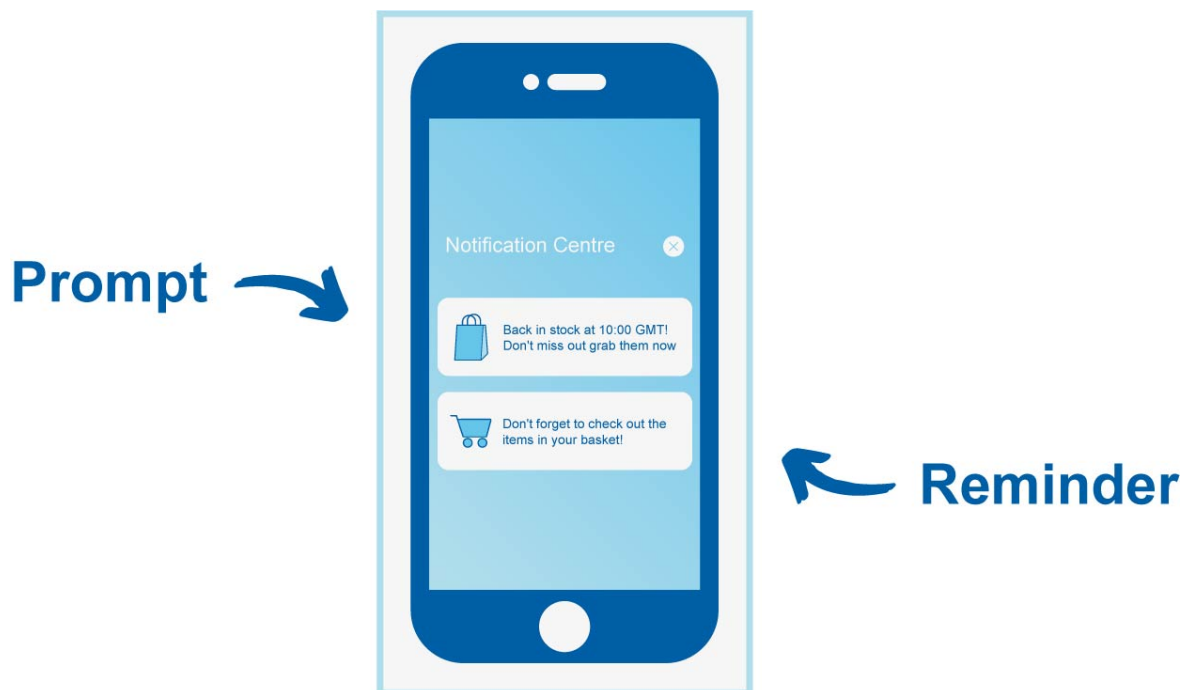 Notification Centre
Prompt
Back in stock at 10:00 GMT!
Don't miss out grab them now
Don't forget to check out the
items in your basket!
Reminder